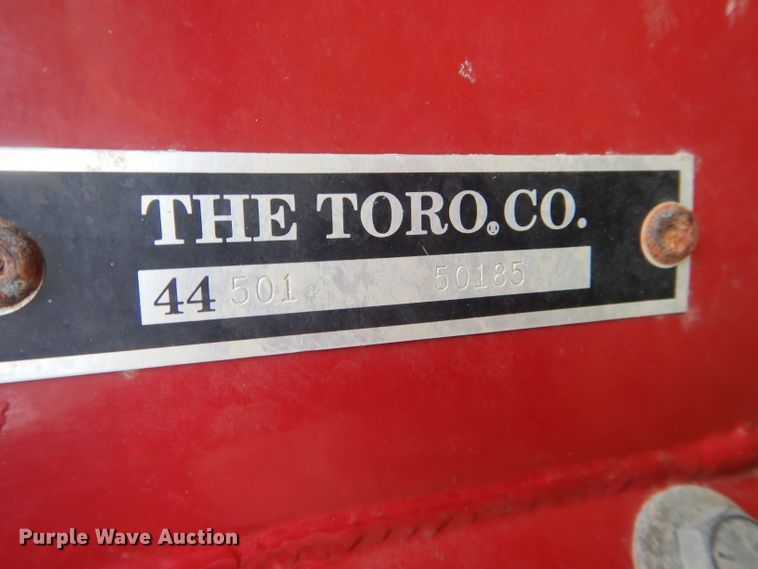 THE TORO.CO.
44 501 50185
Purple Wave Auction